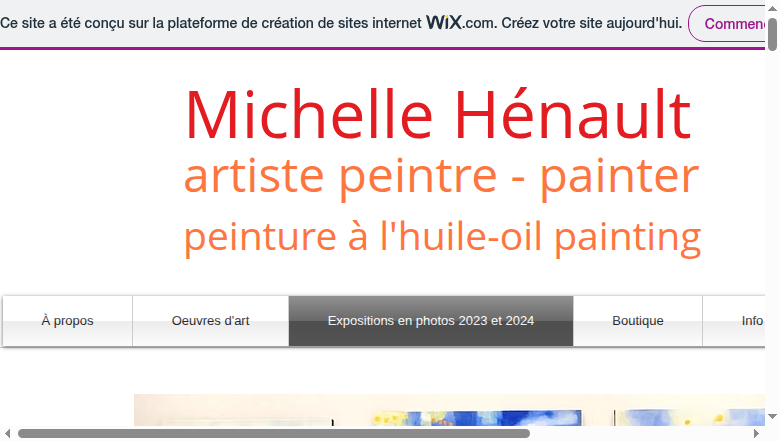 Ce site a été conçu sur la plateforme de création de sites internet WiX.com. Créez votre site aujourd'hui. Commenc
Michelle Hénault
artiste peintre - painter
peinture à l'huile-oil painting
À propos Oeuvres d'art Expositions en photos 2023 et 2024 Boutique Info